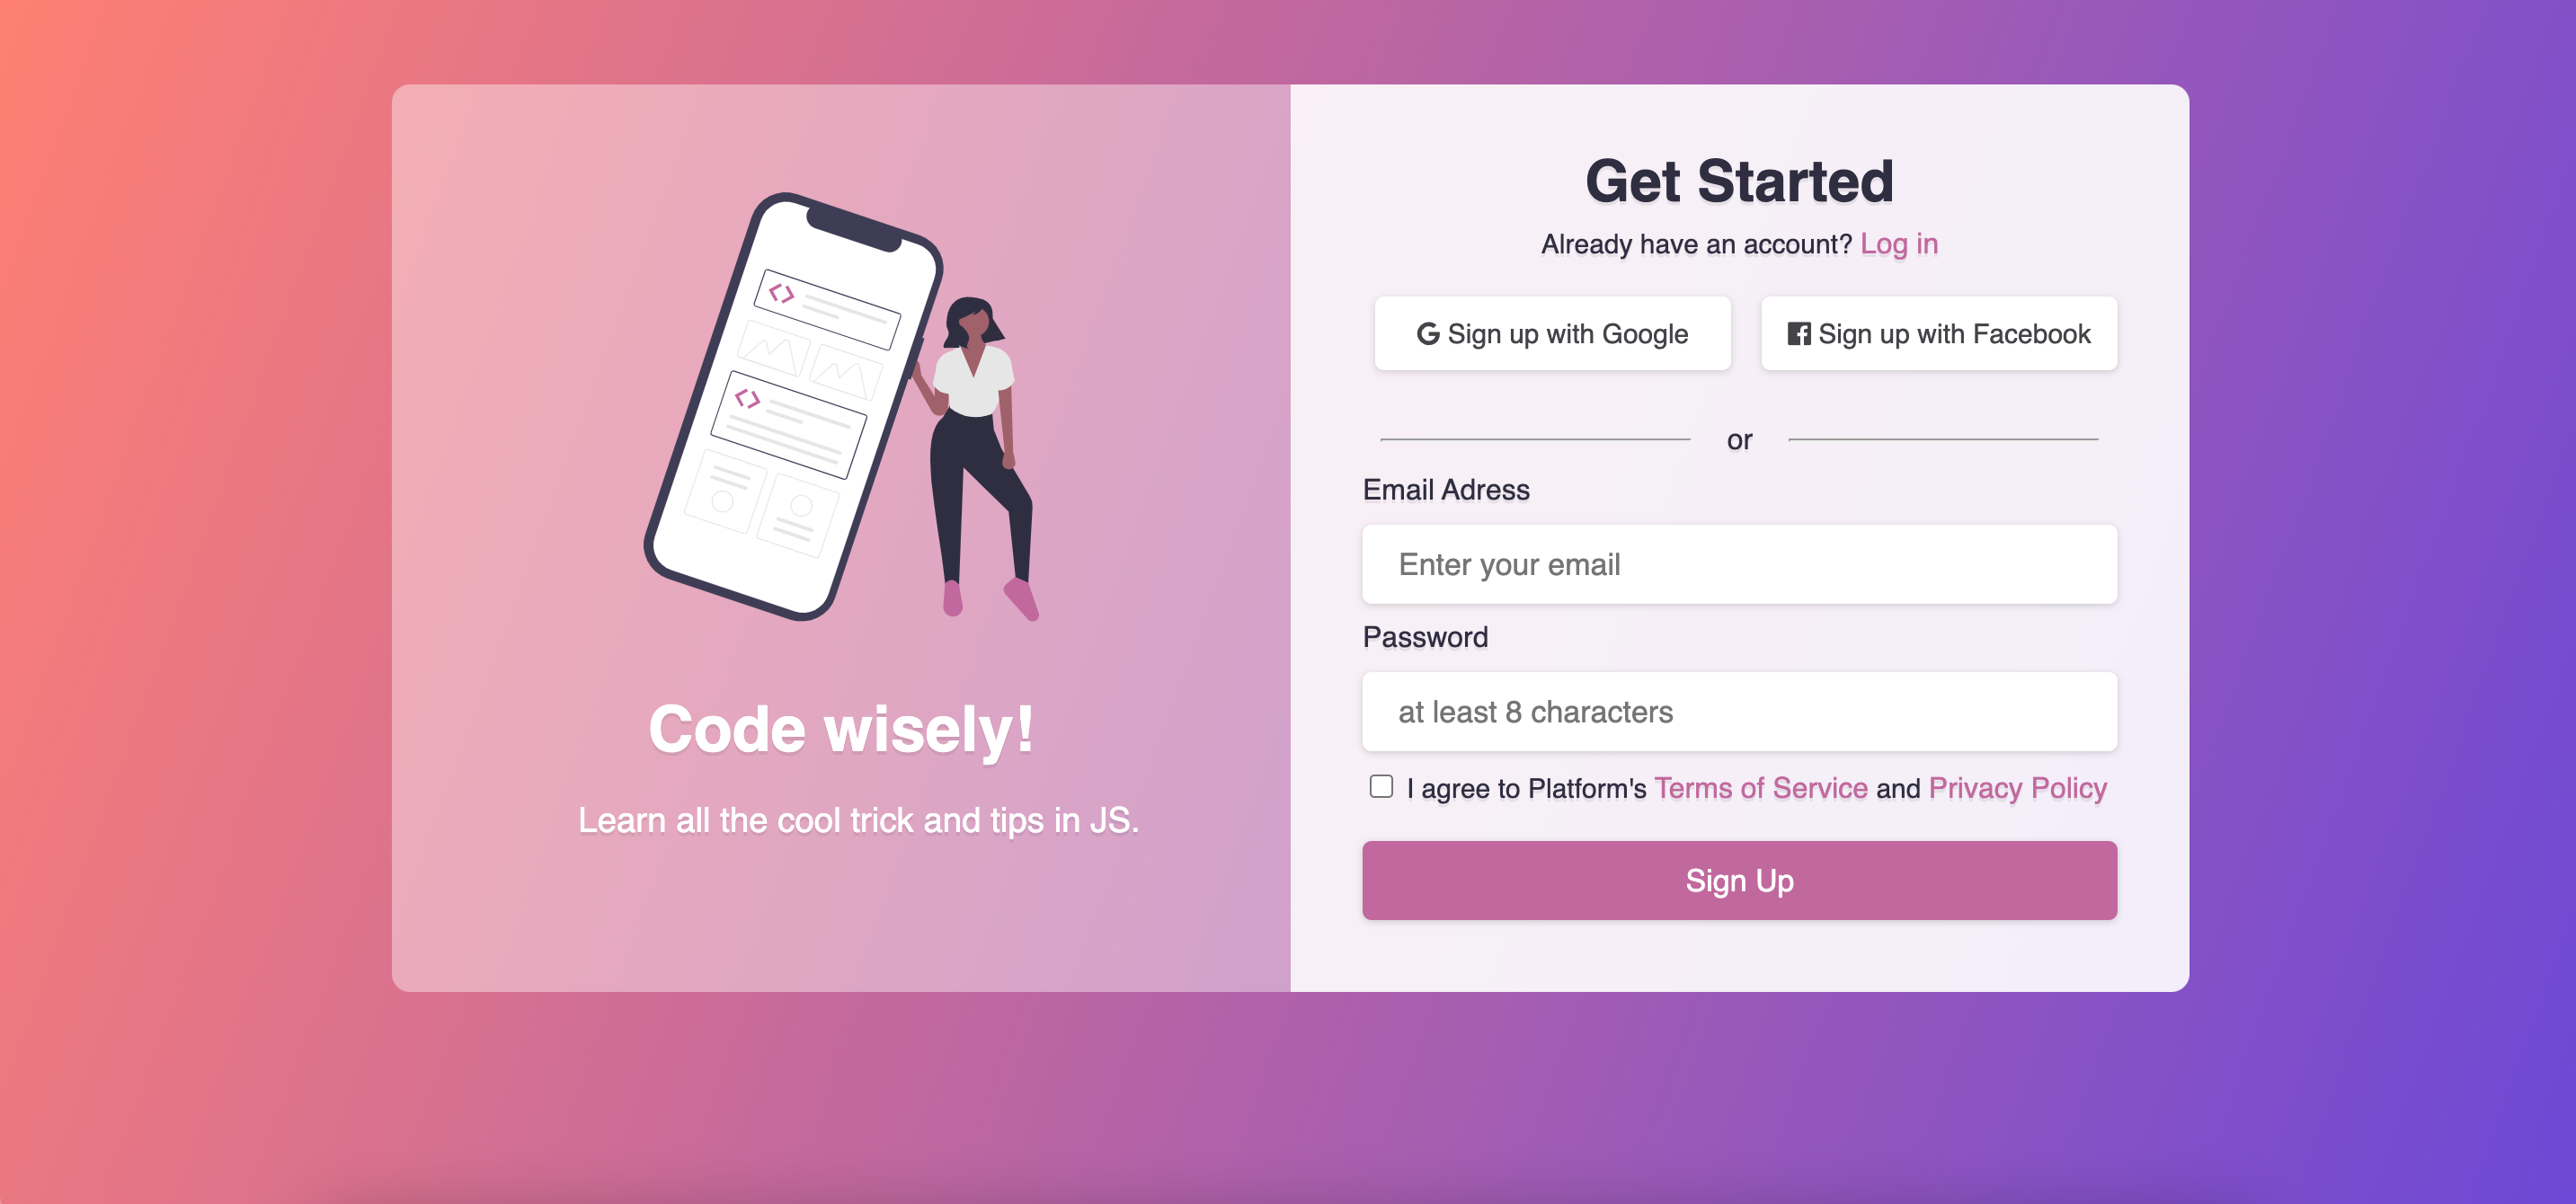 Code wisely!
Learn all the cool trick and tips in JS.
Get Started
Already have an account? Log in
Sign up with Google
Sign up with Facebook
or
Email Adress
Enter your email
Password
at least 8 characters
I agree to Platform's Terms of Service and Privacy Policy
Sign Up